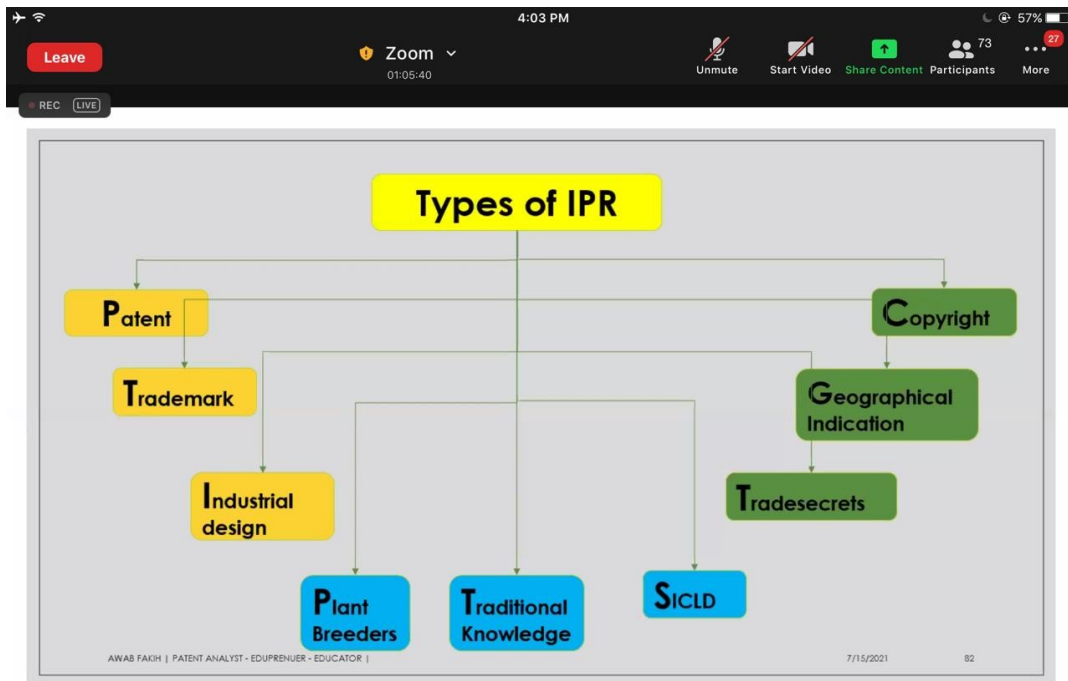 4:03 PM
57%
Leave
Zoom
01:05:40
Unmute
Start Video
Share Content
Participants
73
More
27
REC
LIVE
Types of IPR
Patent
Copyright
Trademark
Geographical
Indication
Industrial
design
Tradesecrets
Plant
Breeders
Traditional
Knowledge
SICLD
AWAB FAKIH | PATENT ANALYST - EDUPRENUER - EDUCATOR |
7/15/2021
82